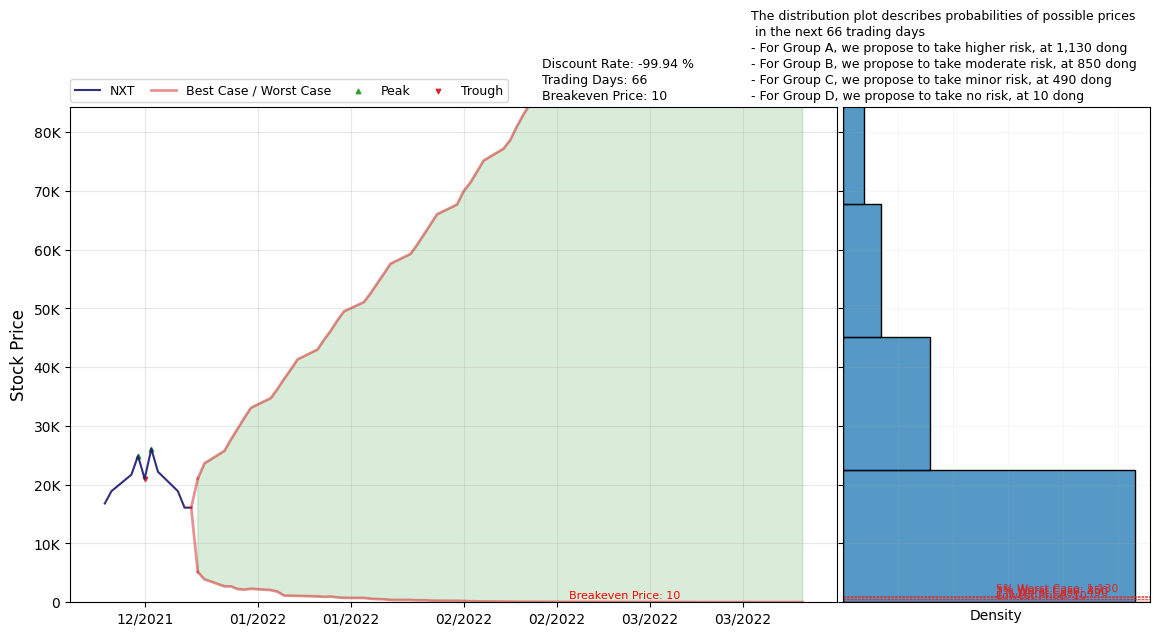 The distribution plot describes probabilities of possible prices
in the next 66 trading days
- For Group A, we propose to take higher risk, at 1,130 dong
- For Group B, we propose to take moderate risk, at 850 dong
- For Group C, we propose to take minor risk, at 490 dong
- For Group D, we propose to take no risk, at 10 dong
Discount Rate: -99.94 %
Trading Days: 66
Breakeven Price: 10
NXT
Best Case / Worst Case
Peak
Trough
Stock Price
80K
70K
60K
50K
40K
30K
20K
10K
0
Breakeven Price: 10
5% Worst Case: 1,130
12/2021
01/2022
01/2022
02/2022
02/2022
03/2022
03/2022
Density